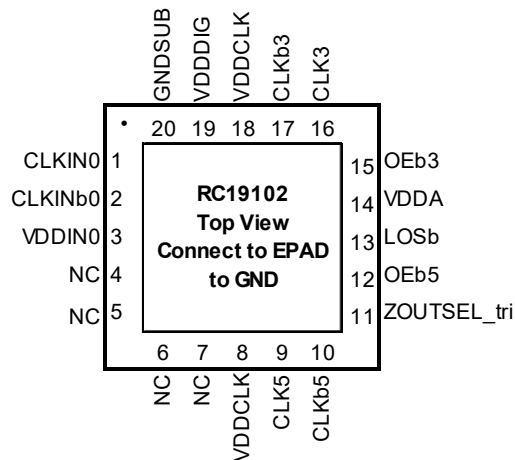 GNDSUB
VDDDIG
VDDCLK
CLKb3
CLK3
20 19 18 17 16
CLKIN0 1
CLKINb0 2
VDDIN0 3
NC 4
NC 5
RC19102
Top View
Connect to EPAD
to GND
15 OEb3
14 VDDA
13 LOSb
12 OEb5
11 ZOUTSEL_tri
6 7 8 9 10
NC
NC
VDDCLK
CLK5
CLKb5